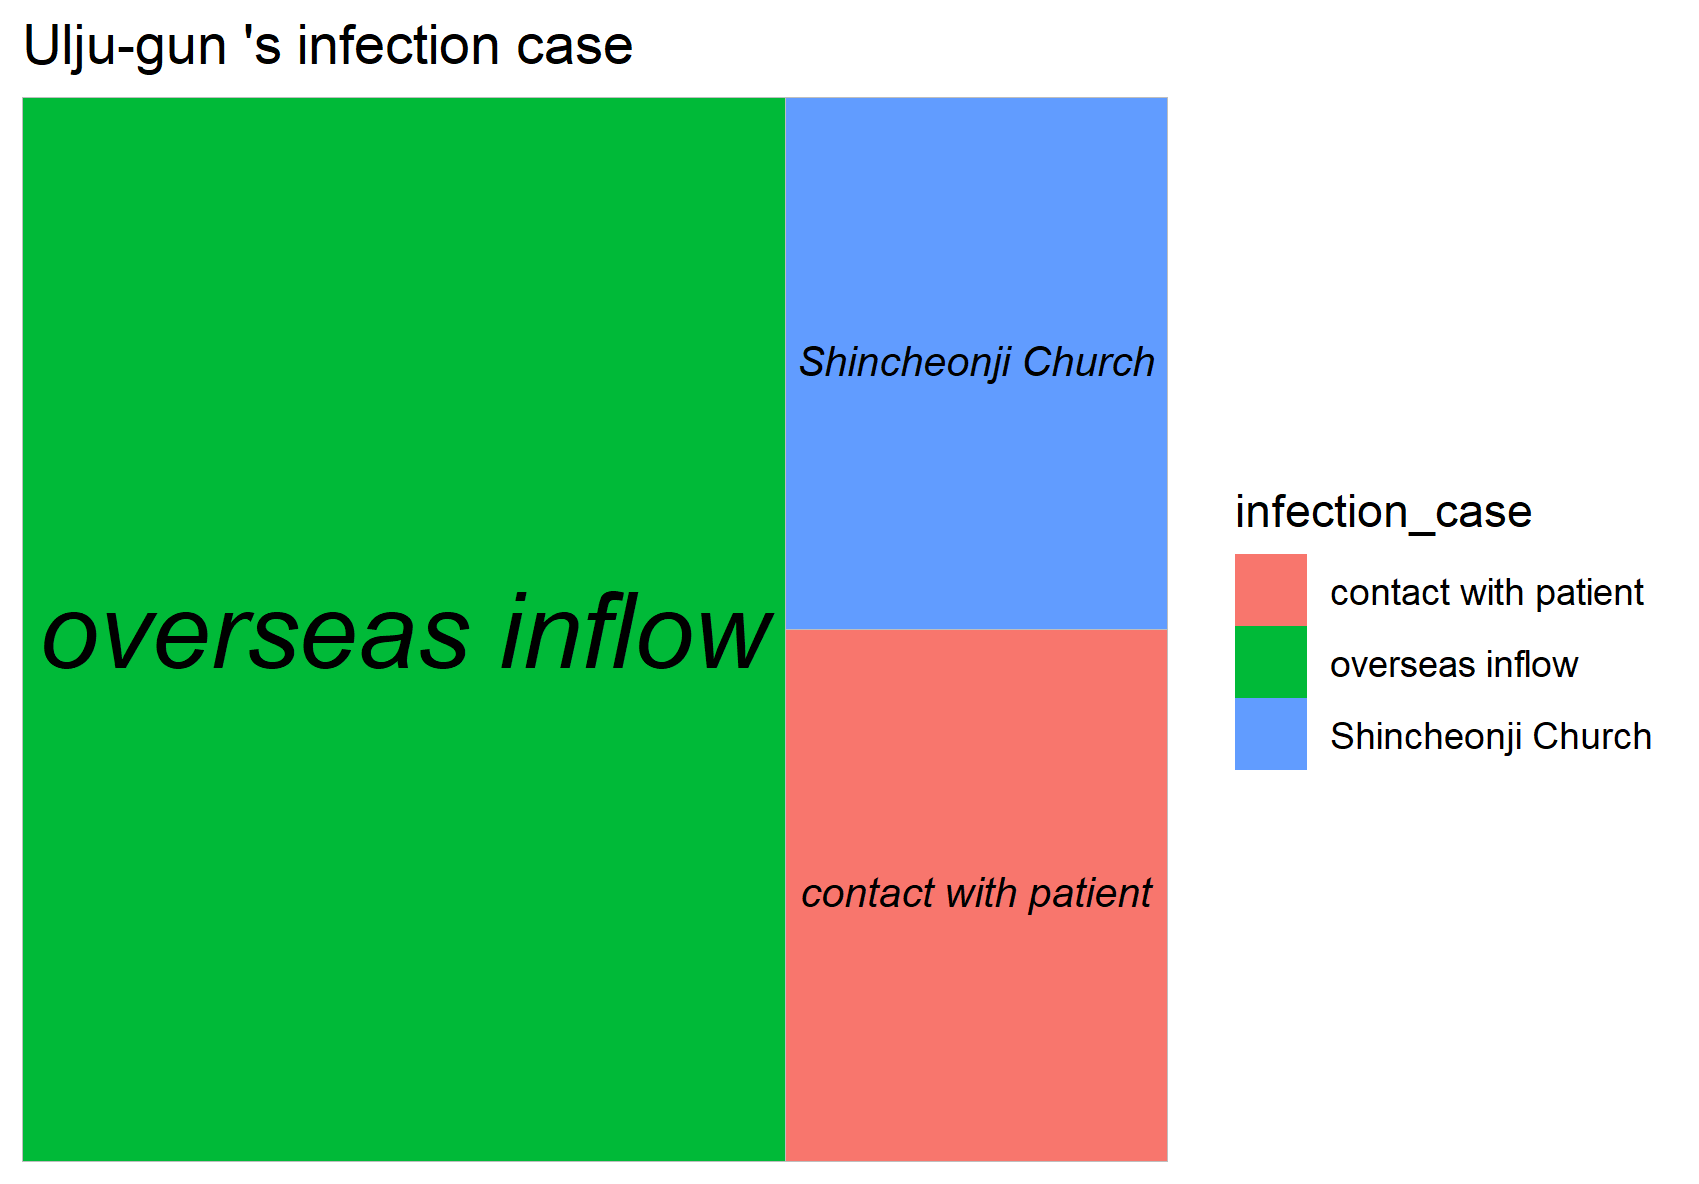 Ulju-gun 's infection case
Shincheonji Church
overseas inflow
contact with patient
infection_case
contact with patient
overseas inflow
Shincheonji Church